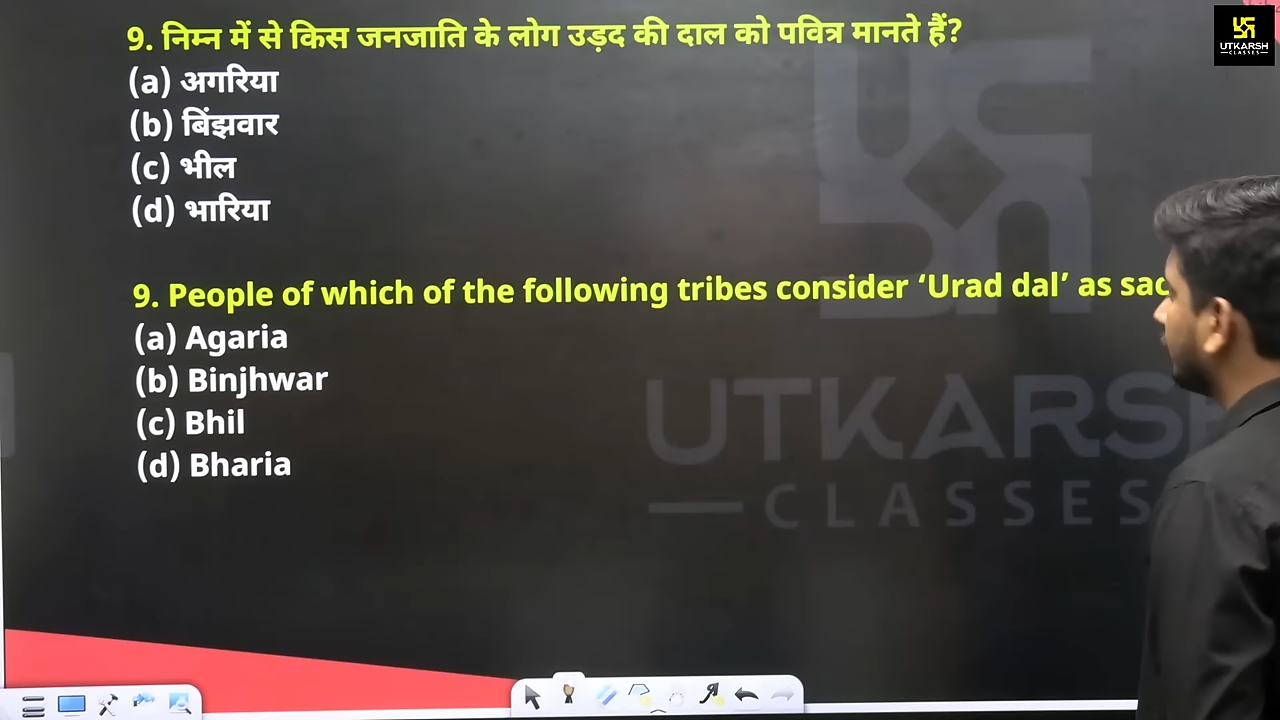 9. निम्न में से किस जनजाति के लोग उड़द की दाल को पवित्र मानते हैं?
(a) अगरिया
(b) बिंझवार
(c) भील
(d) भारिया
9. People of which of the following tribes consider ‘Urad dal’ as sac
(a) Agaria
(b) Binjhwar
(c) Bhil
(d) Bharia
UTKARSH
CLASSES
UTKARSH
CLASSES